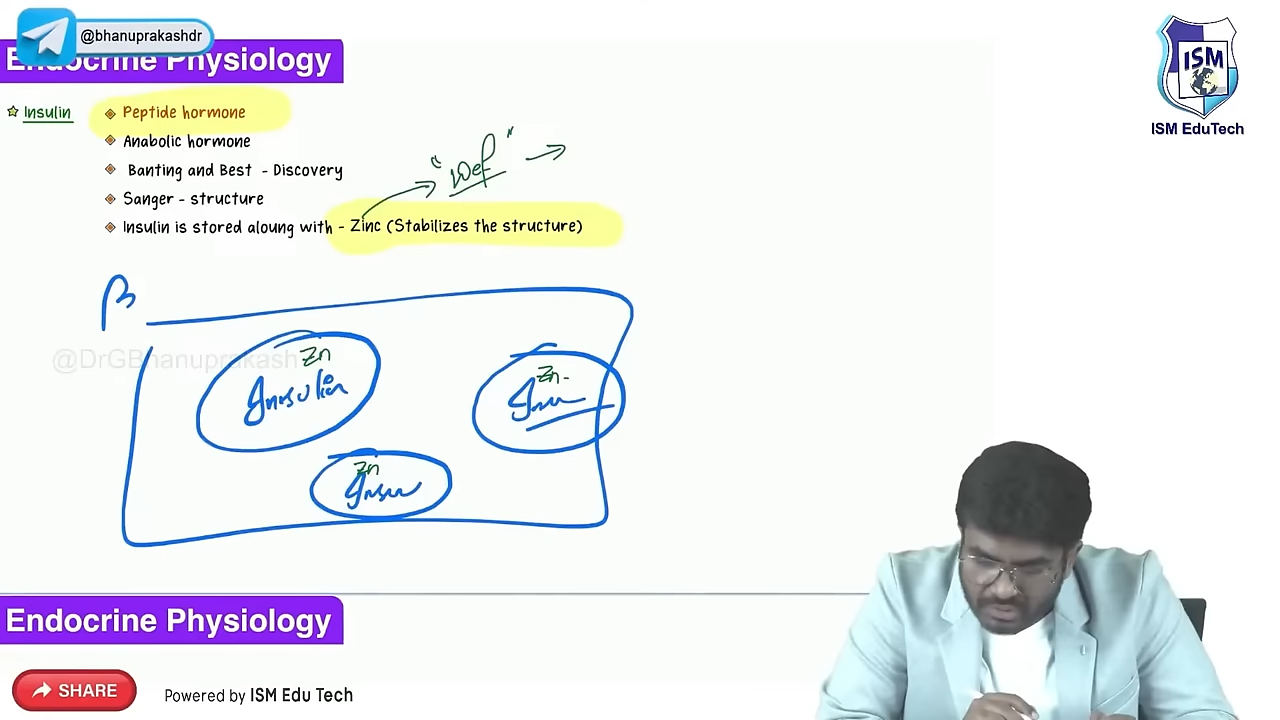 @bhanuprakashdr
Endocrine Physiology
ISM
ISM EduTech
Insulin
Peptide hormone
Anabolic hormone
Banting and Best - Discovery
Sanger - structure
Insulin is stored aloung with - Zinc (Stabilizes the structure)
"Def"
β
@DrGBhanuprakash
Zn
Insulin
Zn
Zn
Endocrine Physiology
SHARE
Powered by ISM Edu Tech